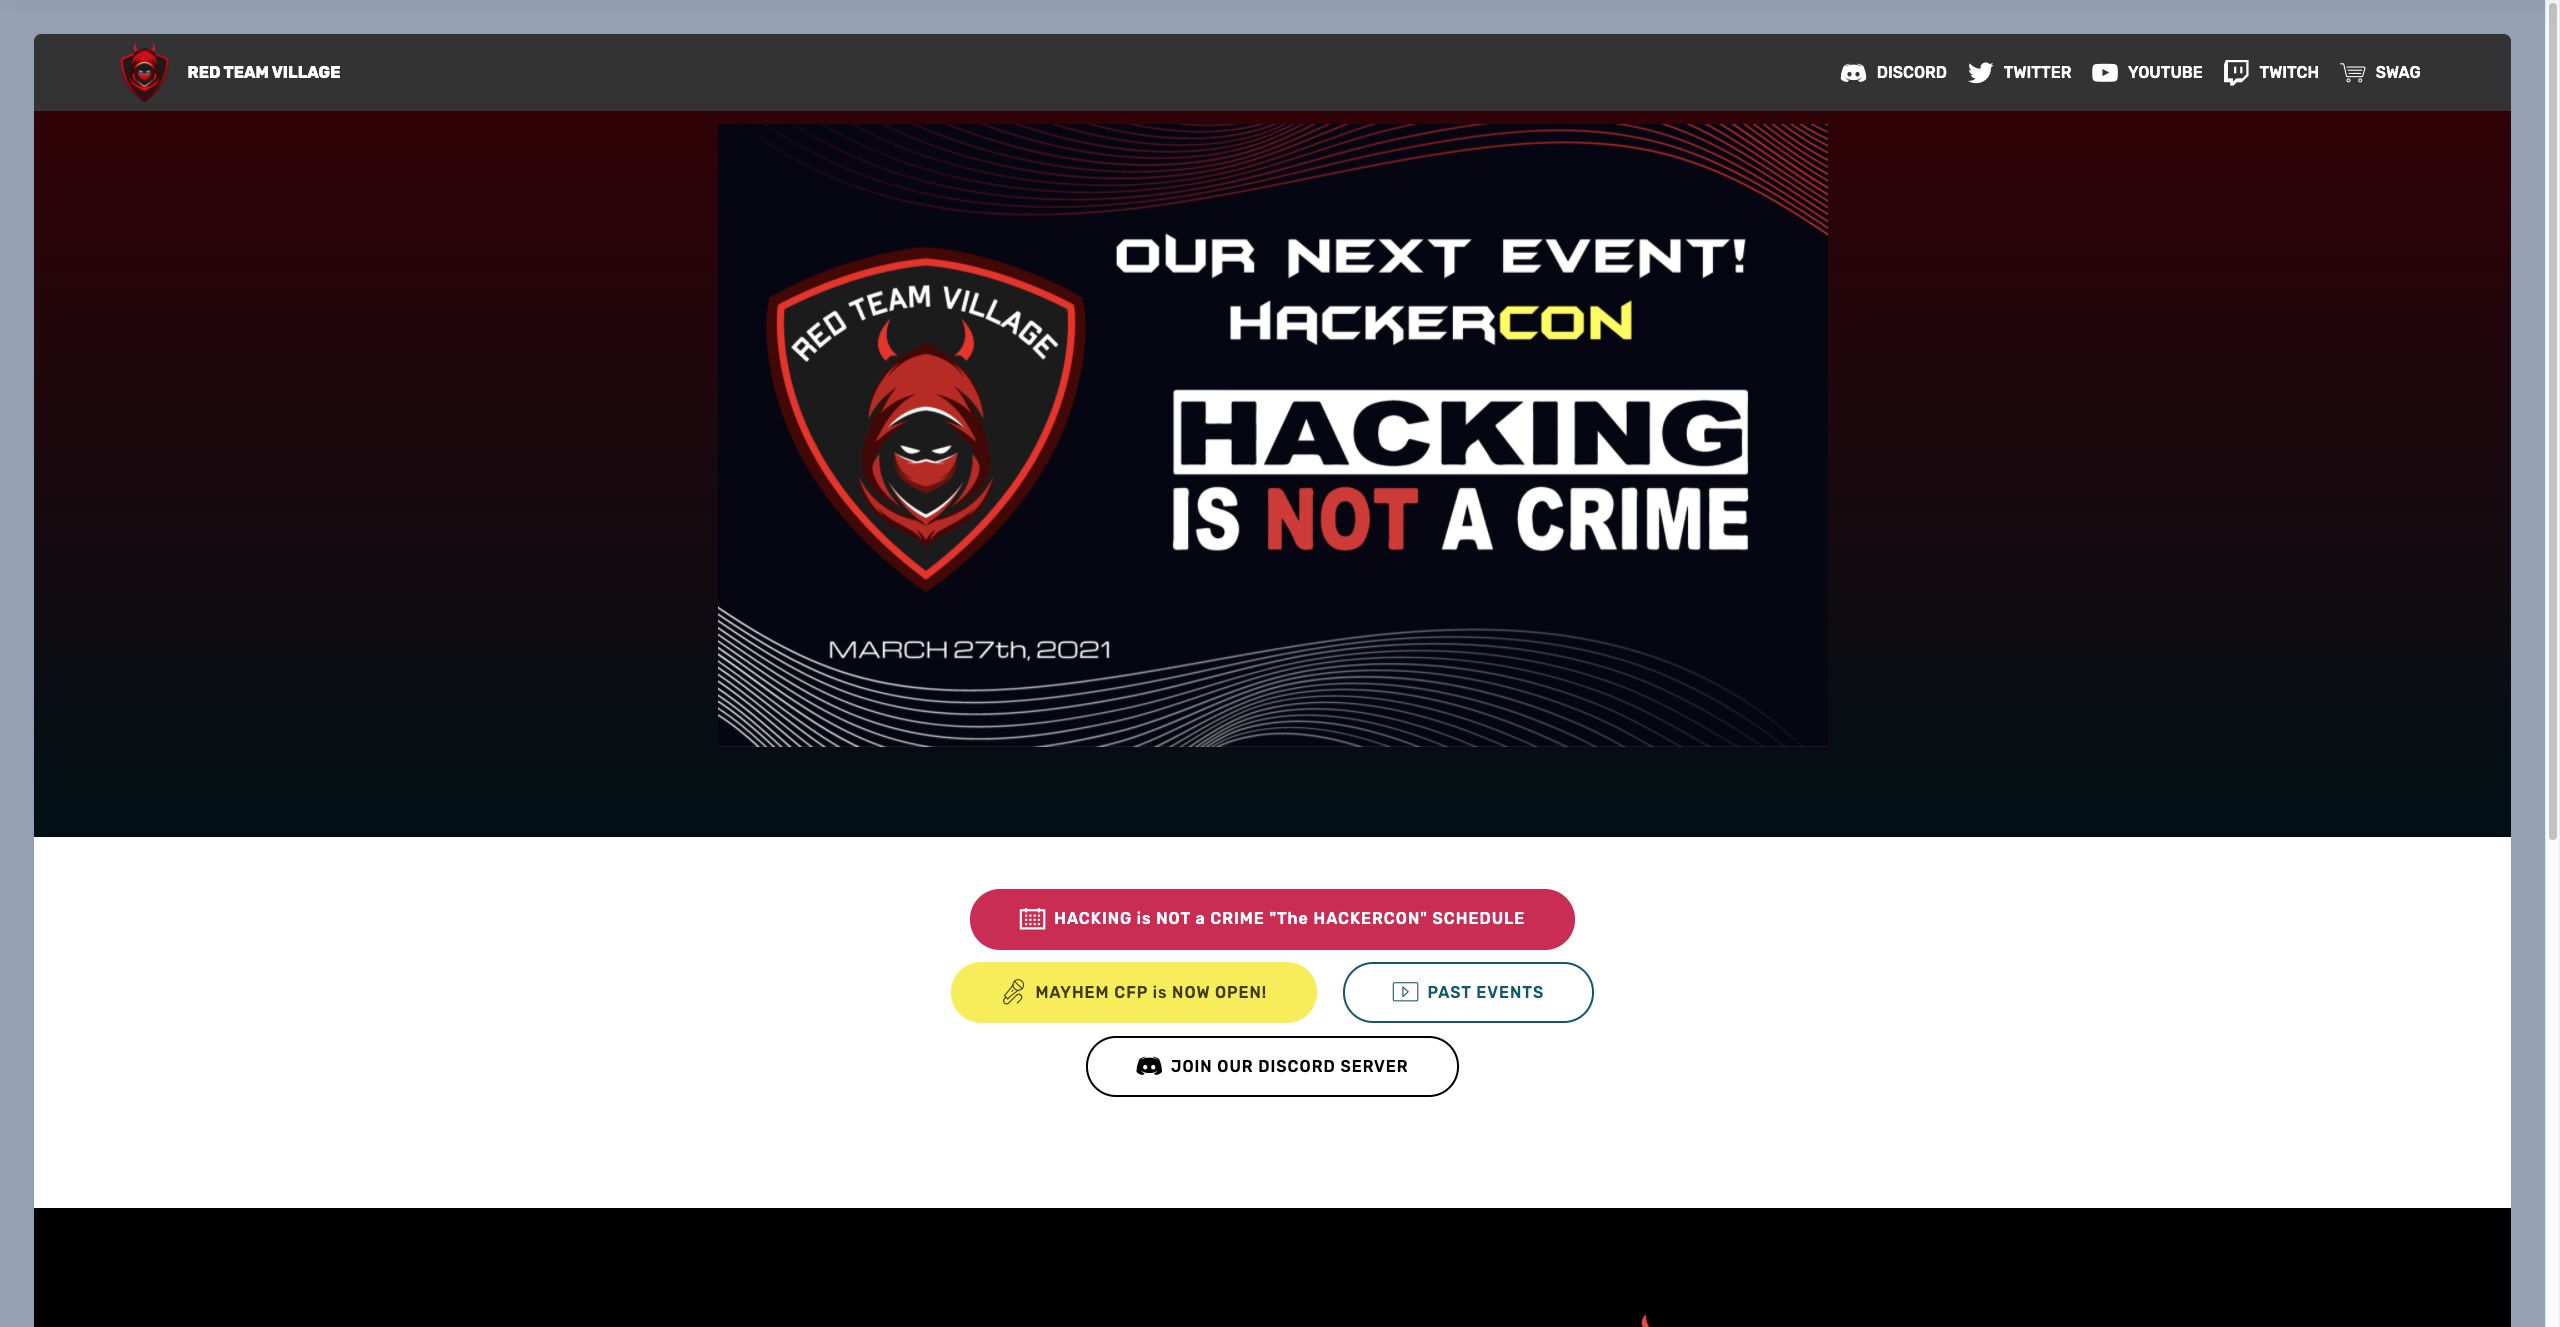 RED TEAM VILLAGE
DISCORD
TWITTER
YOUTUBE
TWITCH
SWAG
OUR NEXT EVENT!
HACKERCON
RED TEAM VILLAGE
HACKING
IS NOT A CRIME
MARCH 27th, 2021
HACKING is NOT a CRIME "The HACKERCON" SCHEDULE
MAYHEM CFP is NOW OPEN!
PAST EVENTS
JOIN OUR DISCORD SERVER